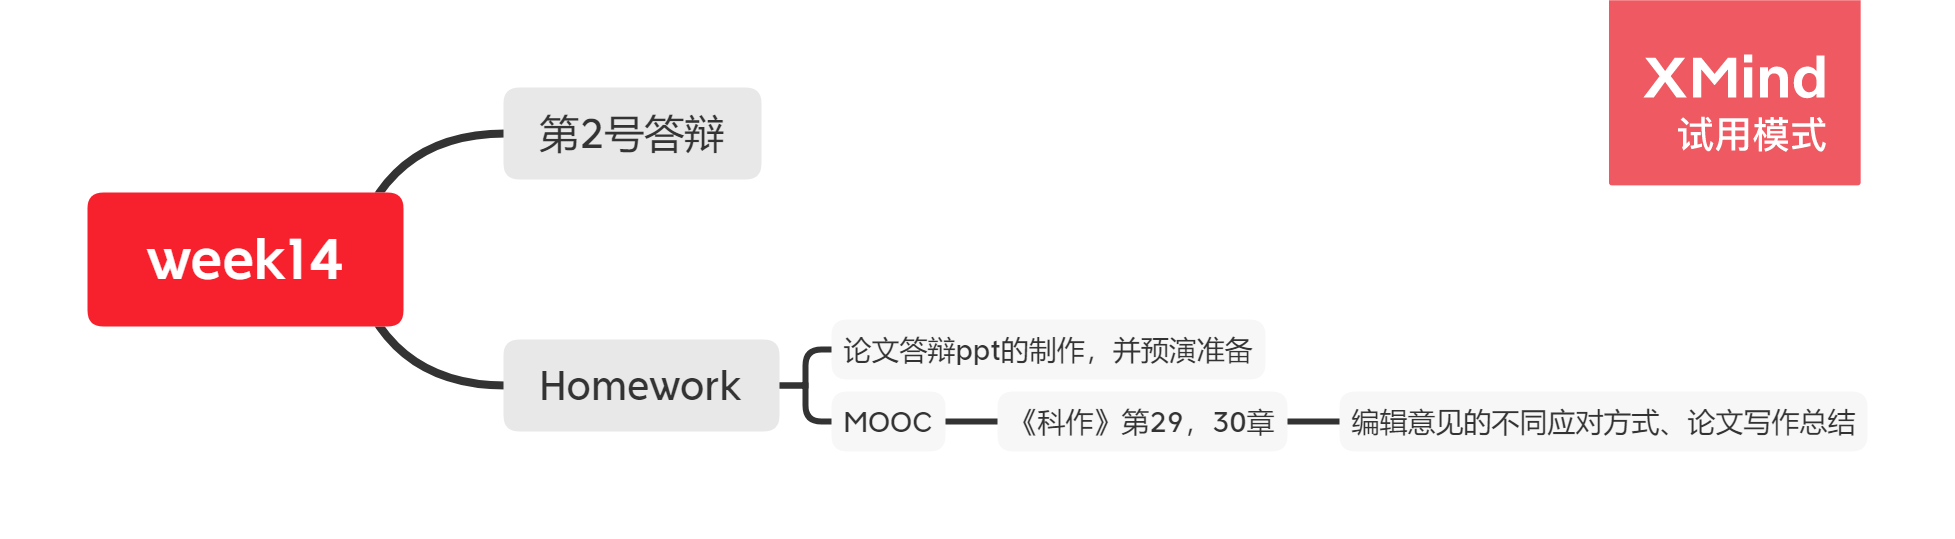 XMind
试用模式
第2号答辩
week14
Homework
论文答辩ppt的制作，并预演准备
MOOC
《科作》第29，30章
编辑意见的不同应对方式、论文写作总结